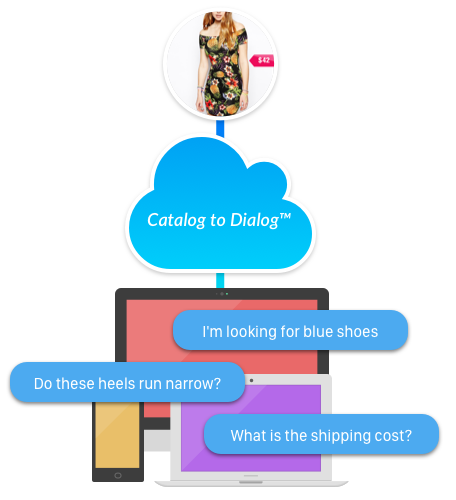 $42
Catalog to Dialog™
I'm looking for blue shoes
Do these heels run narrow?
What is the shipping cost?